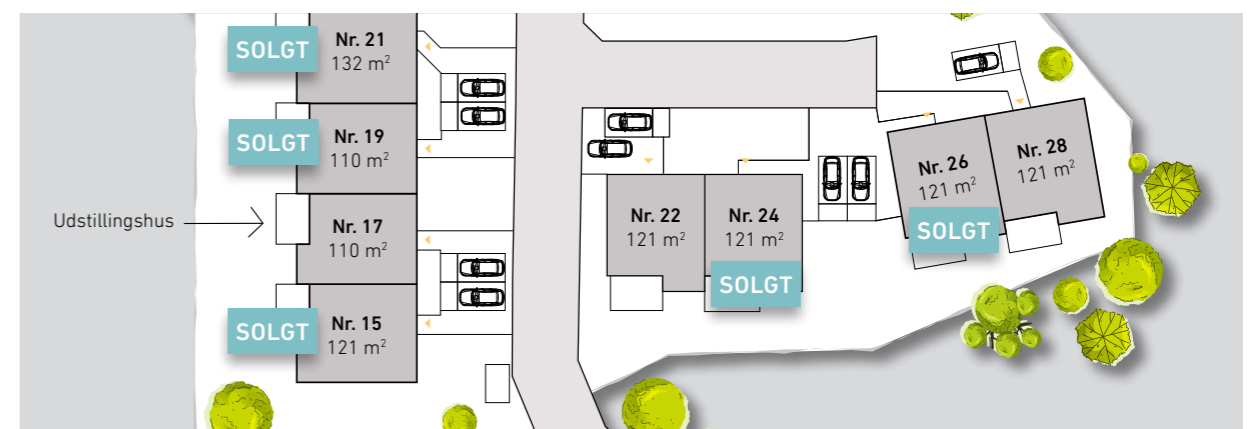 SOLGT
Nr. 21
132 m²
SOLGT
Nr. 19
110 m²
Udstillingshus
Nr. 17
110 m²
SOLGT
Nr. 15
121 m²
Nr. 22
121 m²
Nr. 24
121 m²
SOLGT
Nr. 26
121 m²
SOLGT
Nr. 28
121 m²